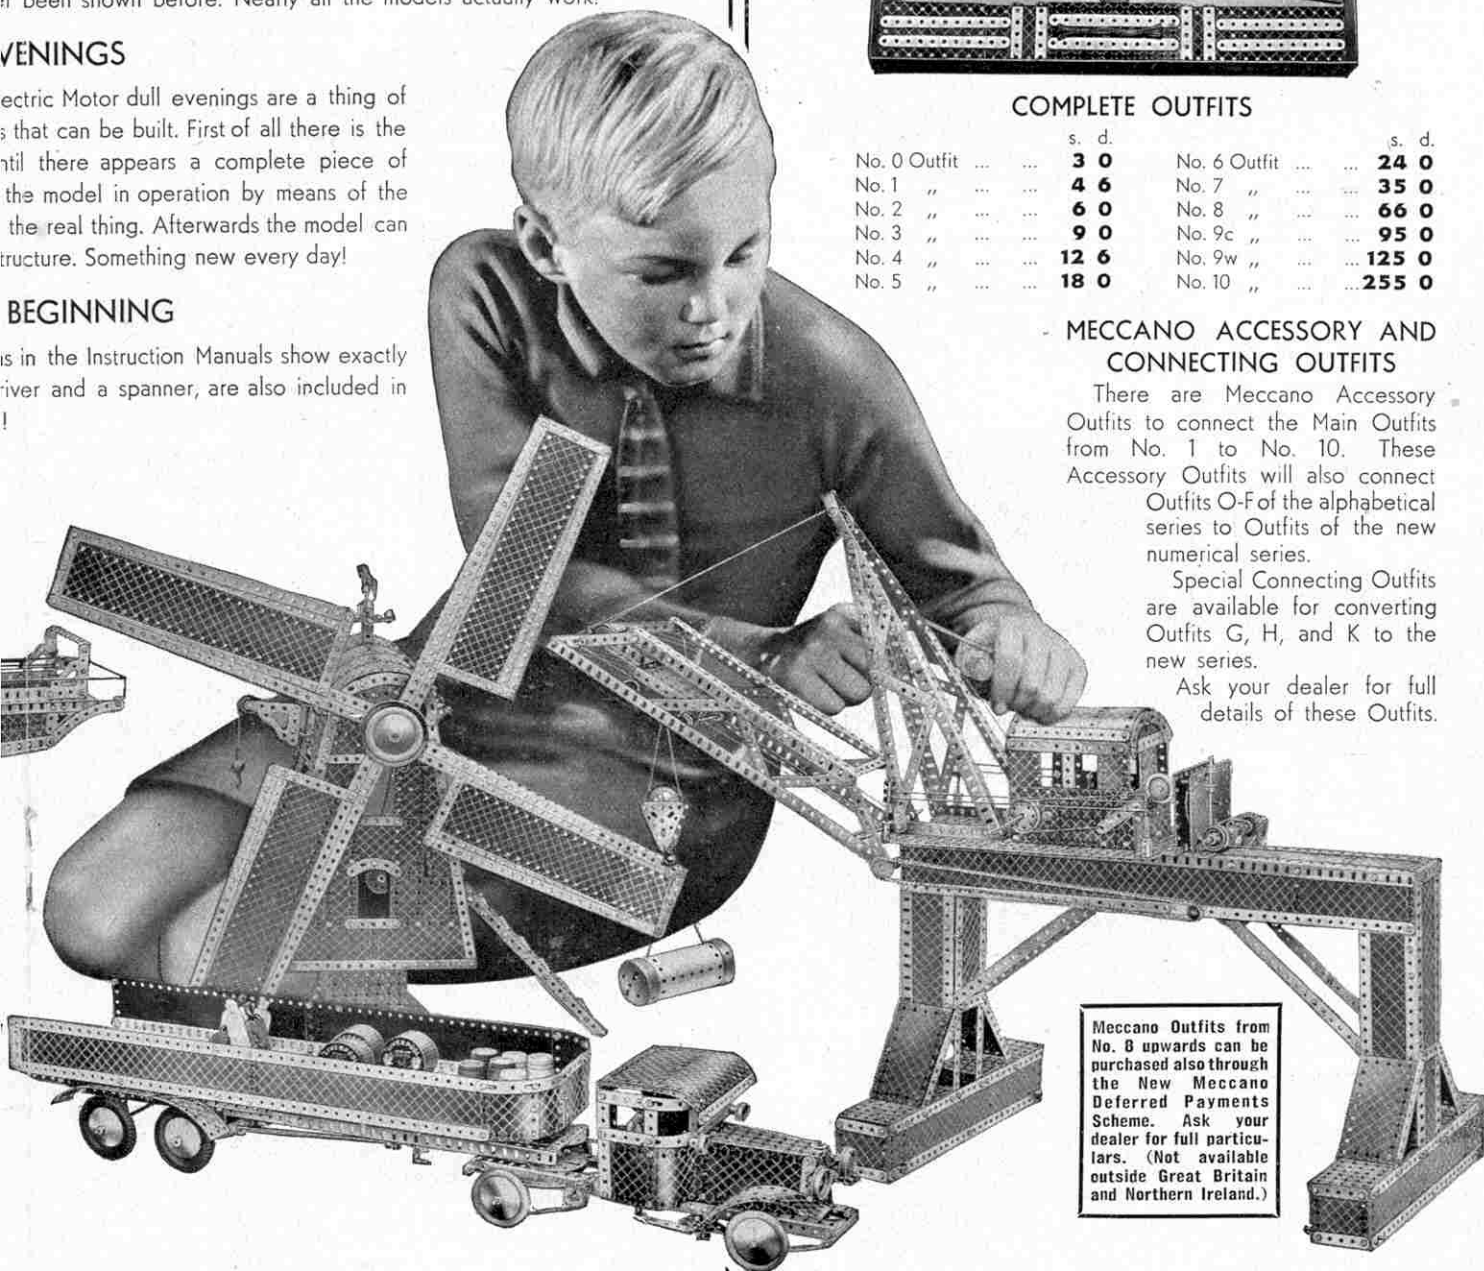 been shown before. Nearly all the models actually work.
VENINGS
ectric Motor dull evenings are a thing of
s that can be built. First of all there is the
ntil there appears a complete piece of
the model in operation by means of the
the real thing. Afterwards the model can
tructure. Something new every day!
BEGINNING
ns in the Instruction Manuals show exactly
river and a spanner, are also included in
!
COMPLETE OUTFITS
s. d. s. d.
No. 0 Outfit ... ... 3 0 No. 6 Outfit ... ... 24 0
No. 1 ,, ... ... 4 6 No. 7 ,, ... ... 35 0
No. 2 ,, ... ... 6 0 No. 8 ,, ... ... 66 0
No. 3 ,, ... ... 9 0 No. 9c ,, ... ... 95 0
No. 4 ,, ... ... 12 6 No. 9w ,, ... ... 125 0
No. 5 ,, ... ... 18 0 No. 10 ,, ... ... 255 0
MECCANO ACCESSORY AND
CONNECTING OUTFITS
There are Meccano Accessory
Outfits to connect the Main Outfits
from No. 1 to No. 10. These
Accessory Outfits will also connect
Outfits O-F of the alphabetical
series to Outfits of the new
numerical series.
Special Connecting Outfits
are available for converting
Outfits G, H, and K to the
new series.
Ask your dealer for full
details of these Outfits.
Meccano Outfits from
No. 8 upwards can be
purchased also through
the New Meccano
Deferred Payments
Scheme. Ask your
dealer for full particu-
lars. (Not available
outside Great Britain
and Northern Ireland.)